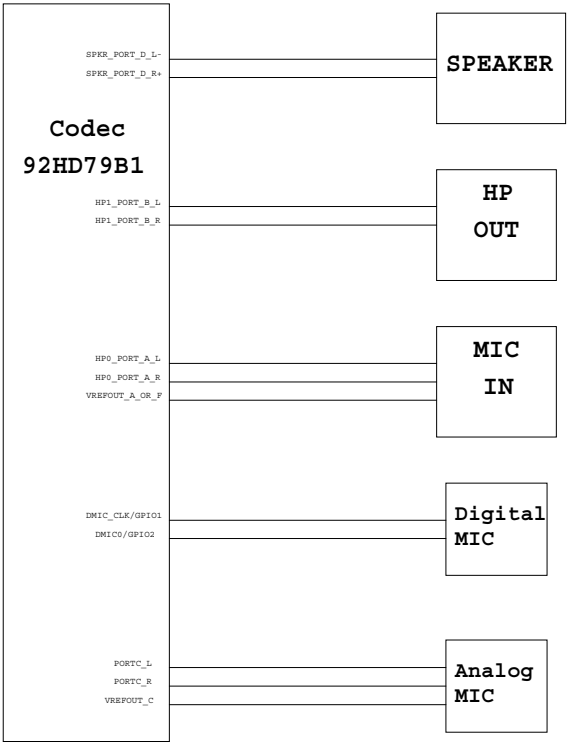 SPKR_PORT_D_L-
SPKR_PORT_D_R+
SPEAKER
Codec
92HD79B1
HP1_PORT_B_L
HP1_PORT_B_R
HP
OUT
HP0_PORT_A_L
HP0_PORT_A_R
VREFOUT_A_OR_F
MIC
IN
DMIC_CLK/GPIO1
DMIC0/GPIO2
Digital
MIC
PORTC_L
PORTC_R
VREFOUT_C
Analog
MIC